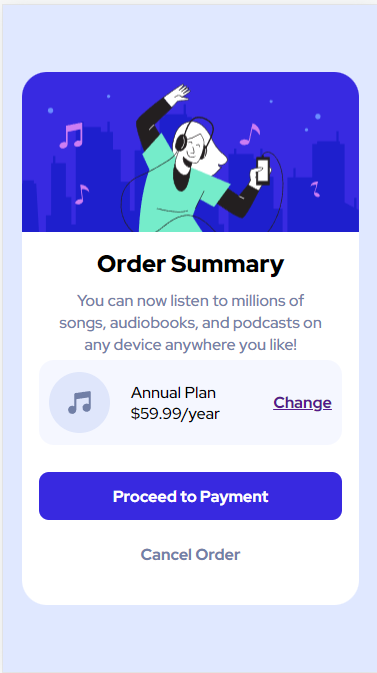 Order Summary
You can now listen to millions of
songs, audiobooks, and podcasts on
any device anywhere you like!
Annual Plan
$59.99/year
Change
Proceed to Payment
Cancel Order